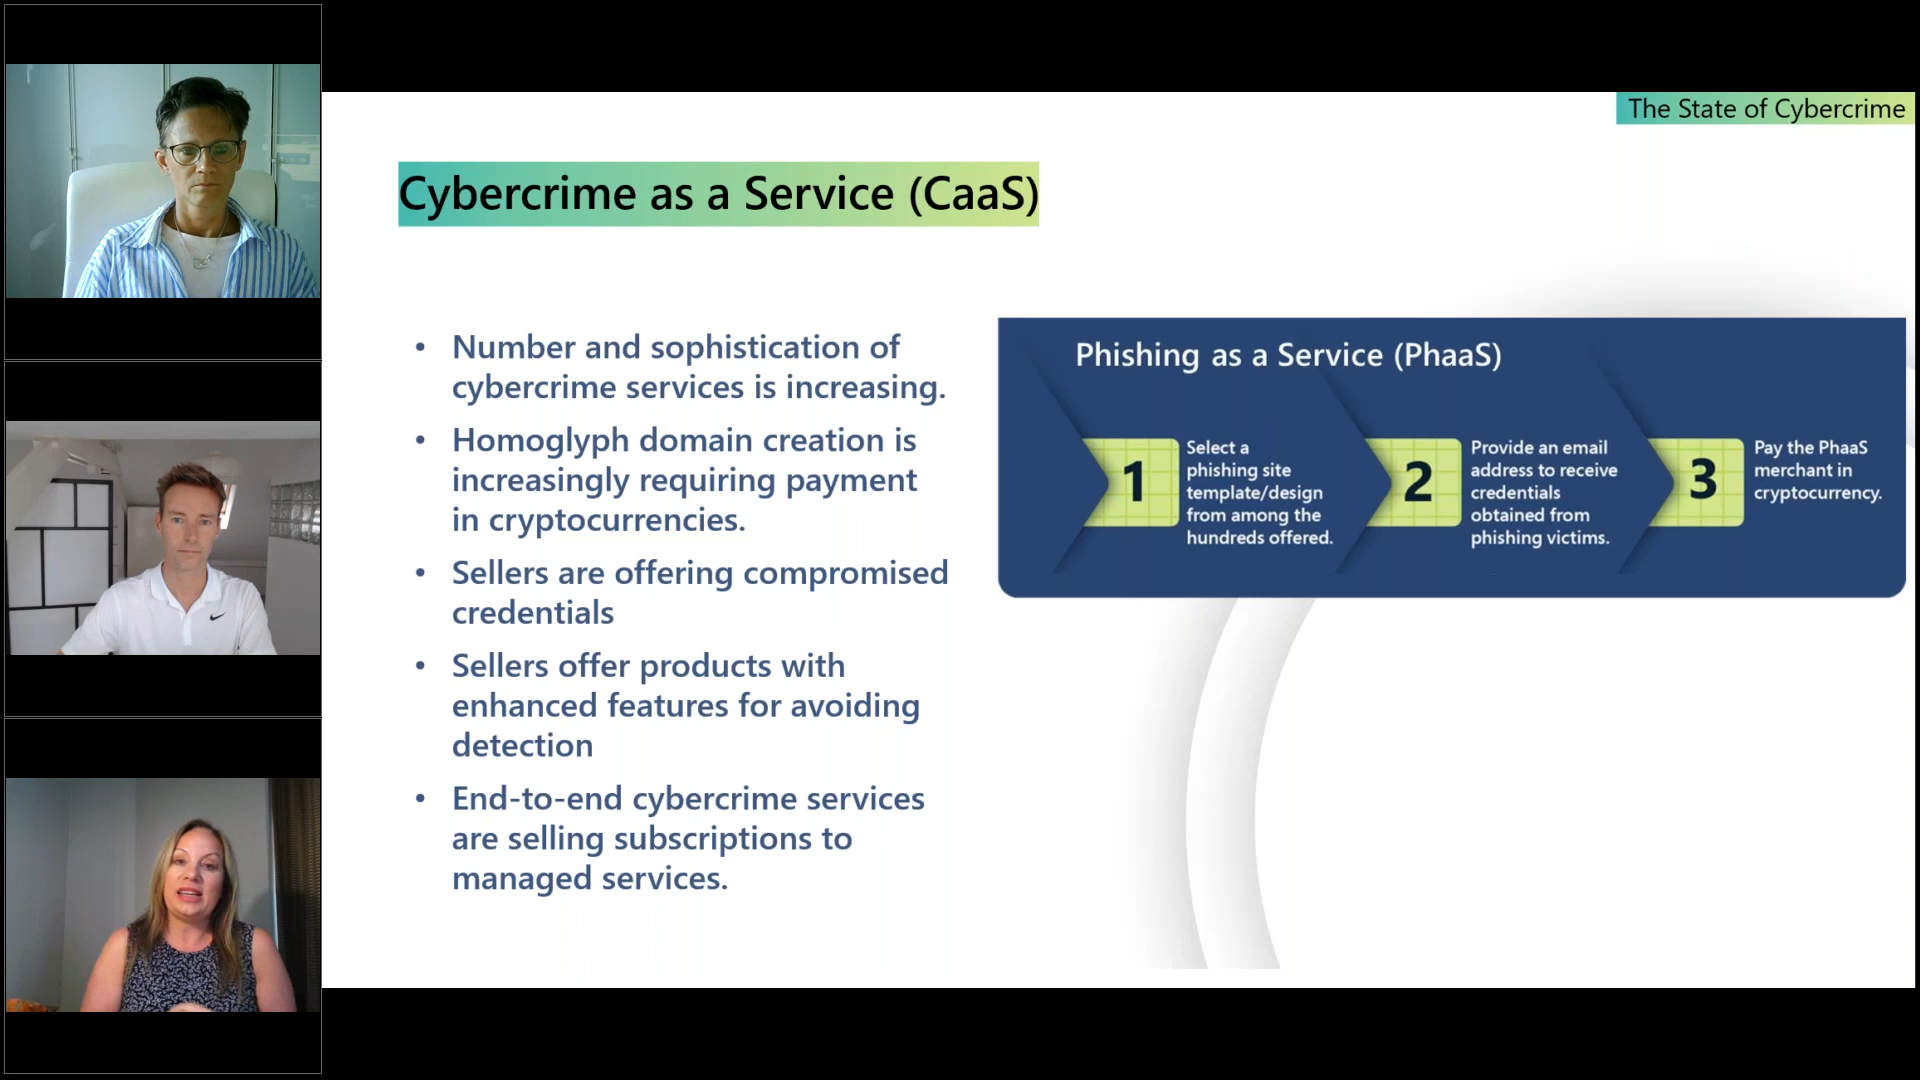 The State of Cybercrime
Cybercrime as a Service (CaaS)
• Number and sophistication of
cybercrime services is increasing.
• Homoglyph domain creation is
increasingly requiring payment
in cryptocurrencies.
• Sellers are offering compromised
credentials
• Sellers offer products with
enhanced features for avoiding
detection
• End-to-end cybercrime services
are selling subscriptions to
managed services.
Phishing as a Service (PhaaS)
1
Select a
phishing site
template/design
from among the
hundreds offered.
2
Provide an email
address to receive
credentials
obtained from
phishing victims.
3
Pay the PhaaS
merchant in
cryptocurrency.